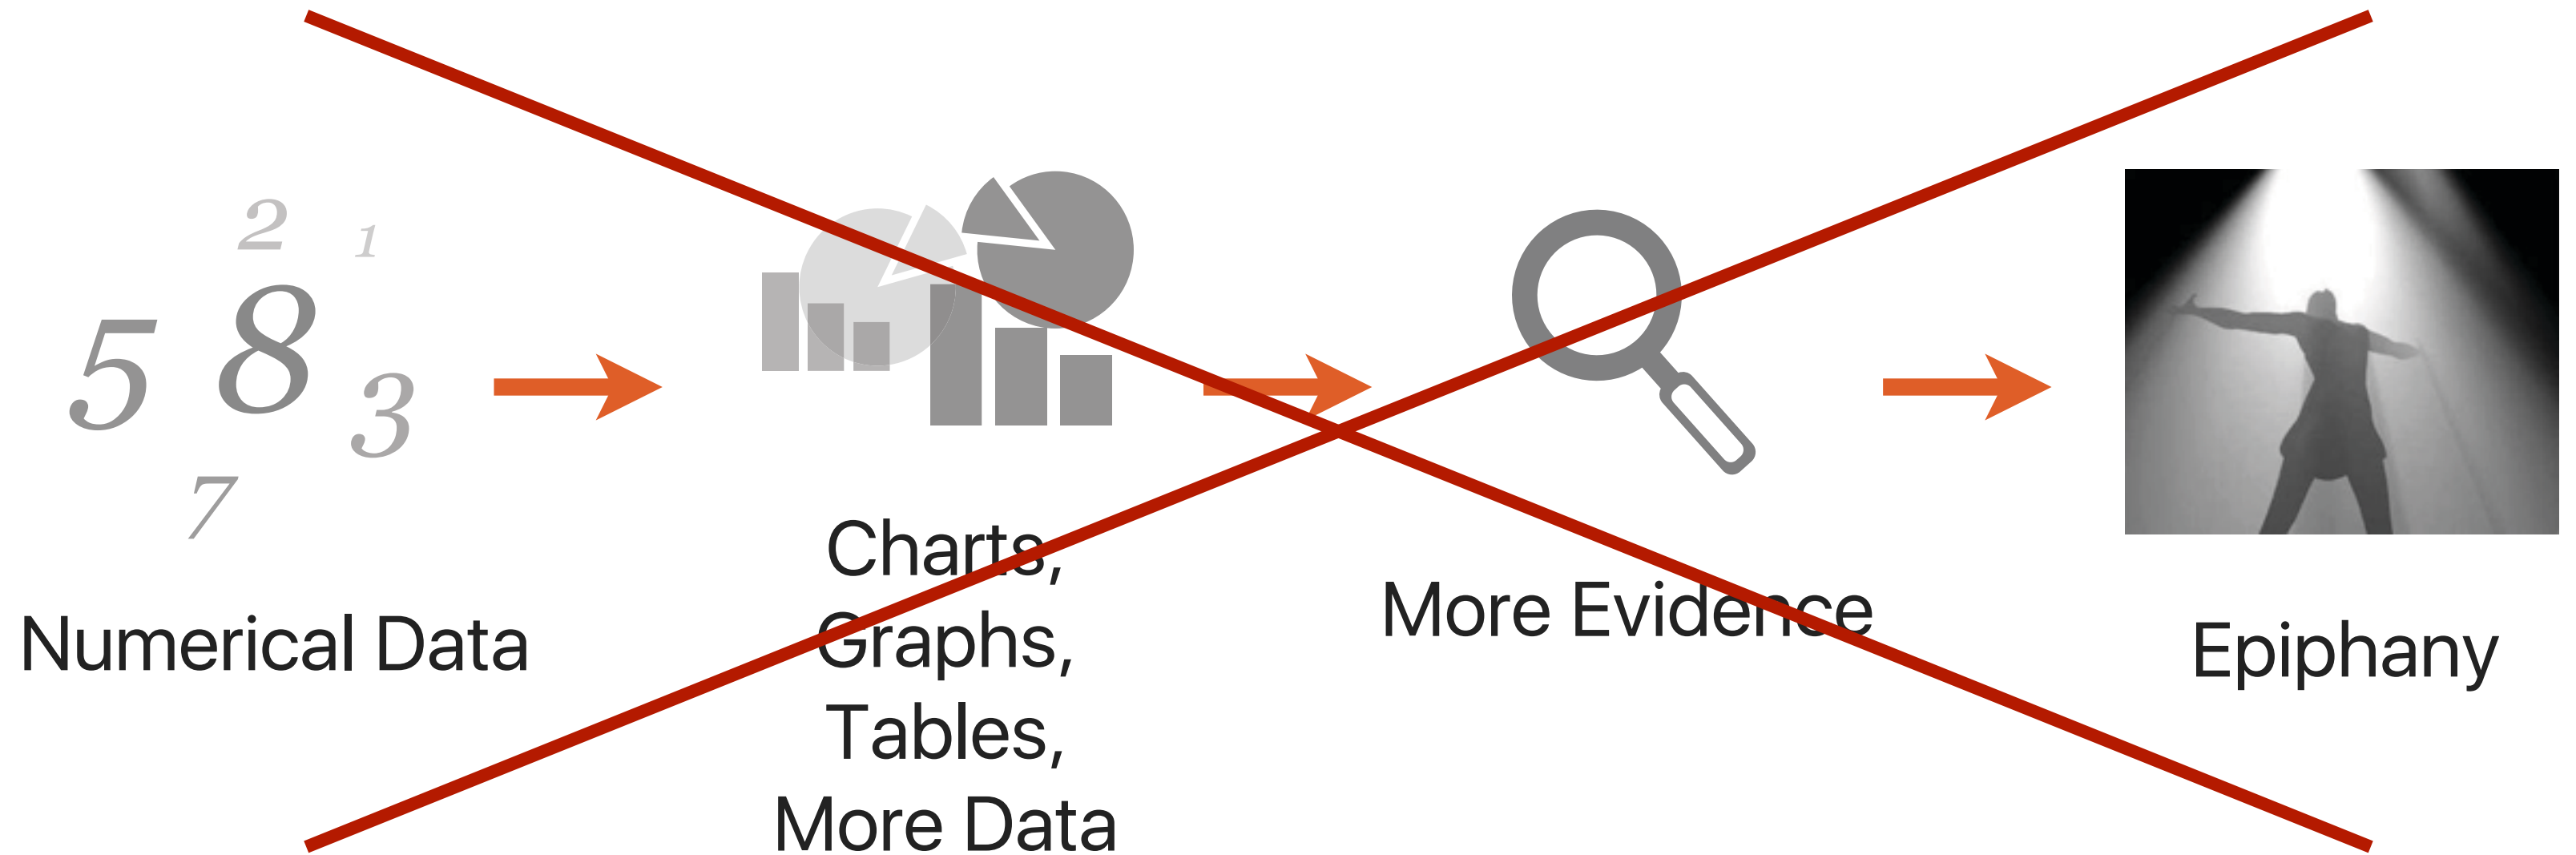 2 1
5 8 3
7
Numerical Data
Charts,
Graphs,
Tables,
More Data
More Evidence
Epiphany